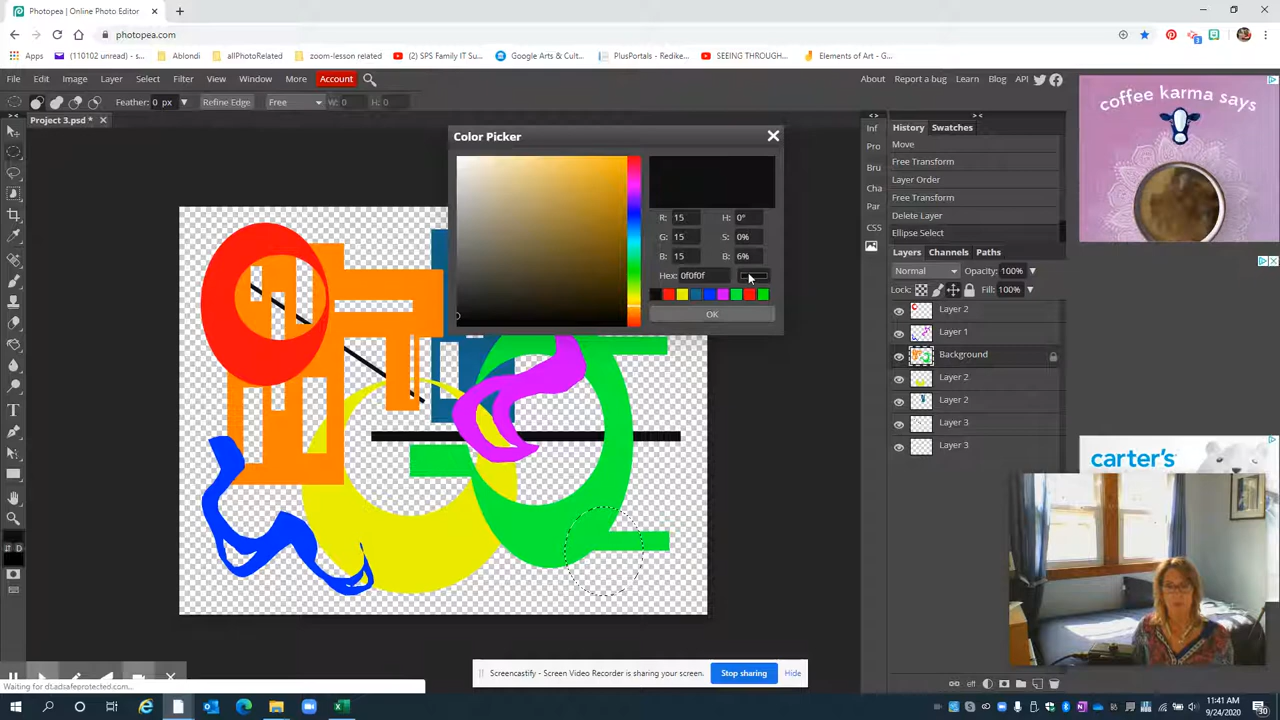 Photopea | Online Photo Editor
photopea.com
Apps
(110102 unread) - s...
Ablondi
allPhotoRelated
zoom-lesson related
(2) SPS Family IT Su...
Google Arts & Cult...
PlusPortals - Redike...
SEEING THROUGH...
Elements of Art - G...
File Edit Image Layer Select Filter View Window More Account
About Report a bug Learn Blog API
Feather: 0 px Refine Edge Free W: 0 H: 0
Project 3.psd *
Color Picker
R: 15 H: 0°
G: 15 S: 0%
B: 15 B: 6%
Hex: 0f0f0f
OK
Inf
Pro
Bru
Cha
Par
CSS
History Swatches
Move
Free Transform
Layer Order
Free Transform
Delete Layer
Ellipse Select
Layers Channels Paths
Normal Opacity: 100%
Lock: Fill: 100%
Layer 2
Layer 1
Background
Layer 2
Layer 2
Layer 3
Layer 3
eff
coffee karma says
carter's
D
T
Screencastify - Screen Video Recorder is sharing your screen. Stop sharing Hide
Waiting for dt.adsafeprotected.com...
11:41 AM
9/24/2020
30